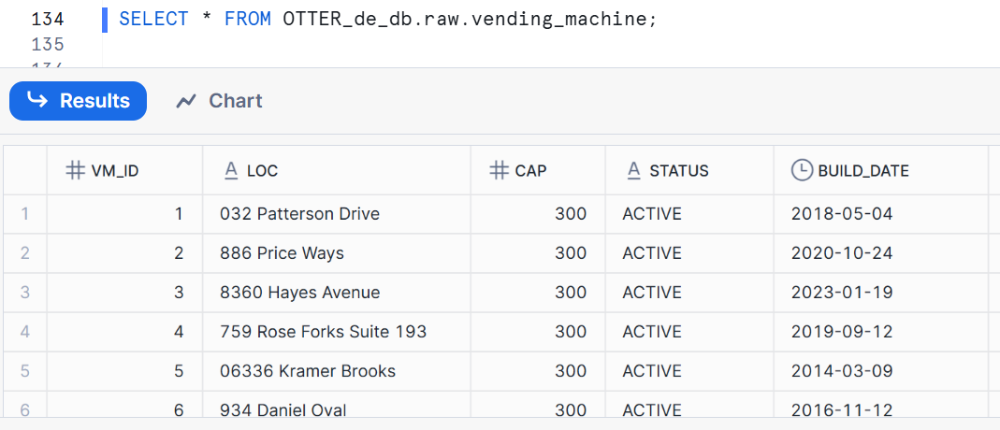 134 SELECT * FROM OTTER_de_db.raw.vending_machine;
135
Results Chart
VM_ID LOC CAP STATUS BUILD_DATE
1 1 032 Patterson Drive 300 ACTIVE 2018-05-04
2 2 886 Price Ways 300 ACTIVE 2020-10-24
3 3 8360 Hayes Avenue 300 ACTIVE 2023-01-19
4 4 759 Rose Forks Suite 193 300 ACTIVE 2019-09-12
5 5 06336 Kramer Brooks 300 ACTIVE 2014-03-09
6 6 934 Daniel Oval 300 ACTIVE 2016-11-12